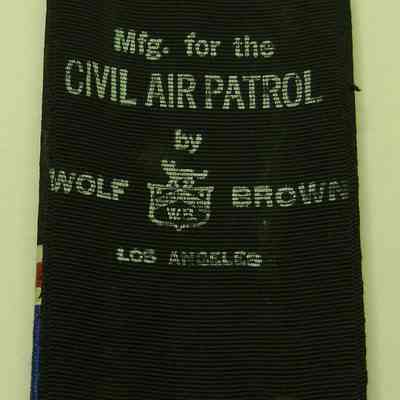 Mfg. for the
CIVIL AIR PATROL
by
WOLF BROWN
W.B.
LOS ANGELES